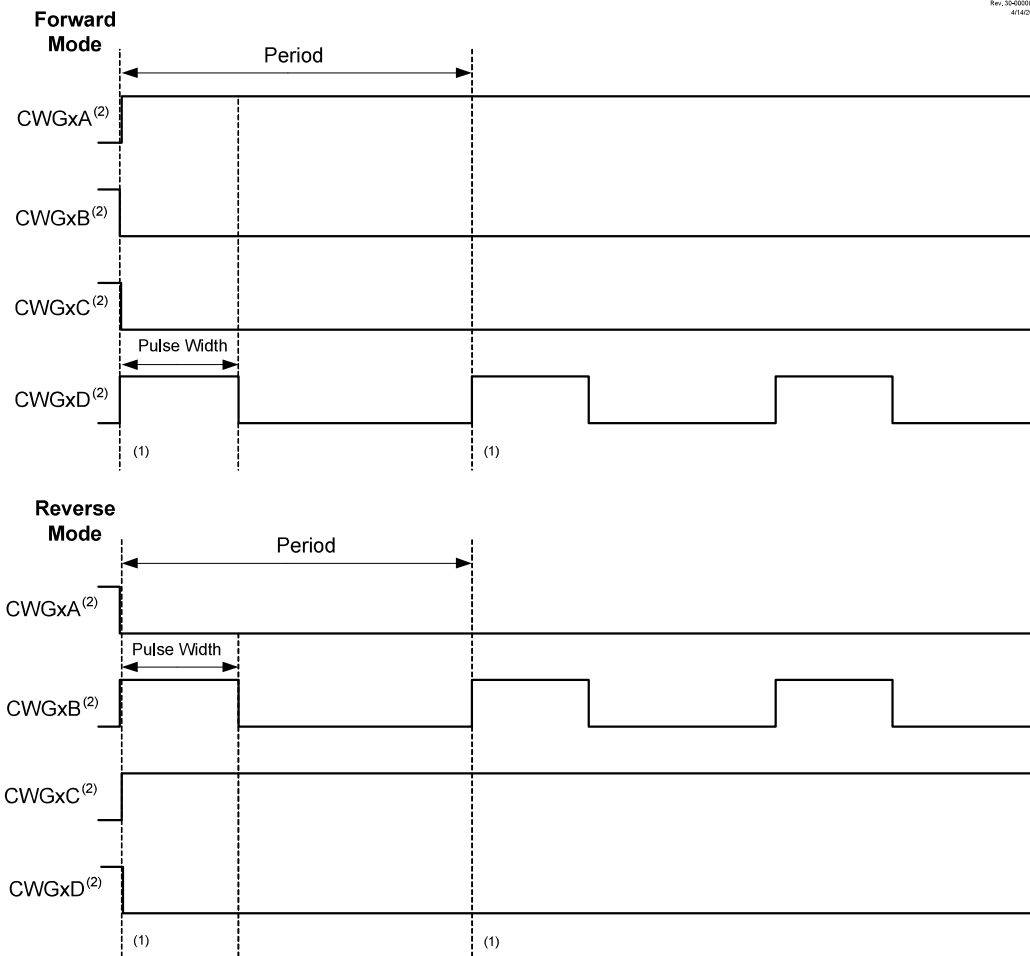 Forward
Mode
Period
CWGxA(2)
CWGxB(2)
CWGxC(2)
Pulse Width
CWGxD(2)
(1) (1)
Reverse
Mode
Period
CWGxA(2)
Pulse Width
CWGxB(2)
CWGxC(2)
CWGxD(2)
(1) (1)